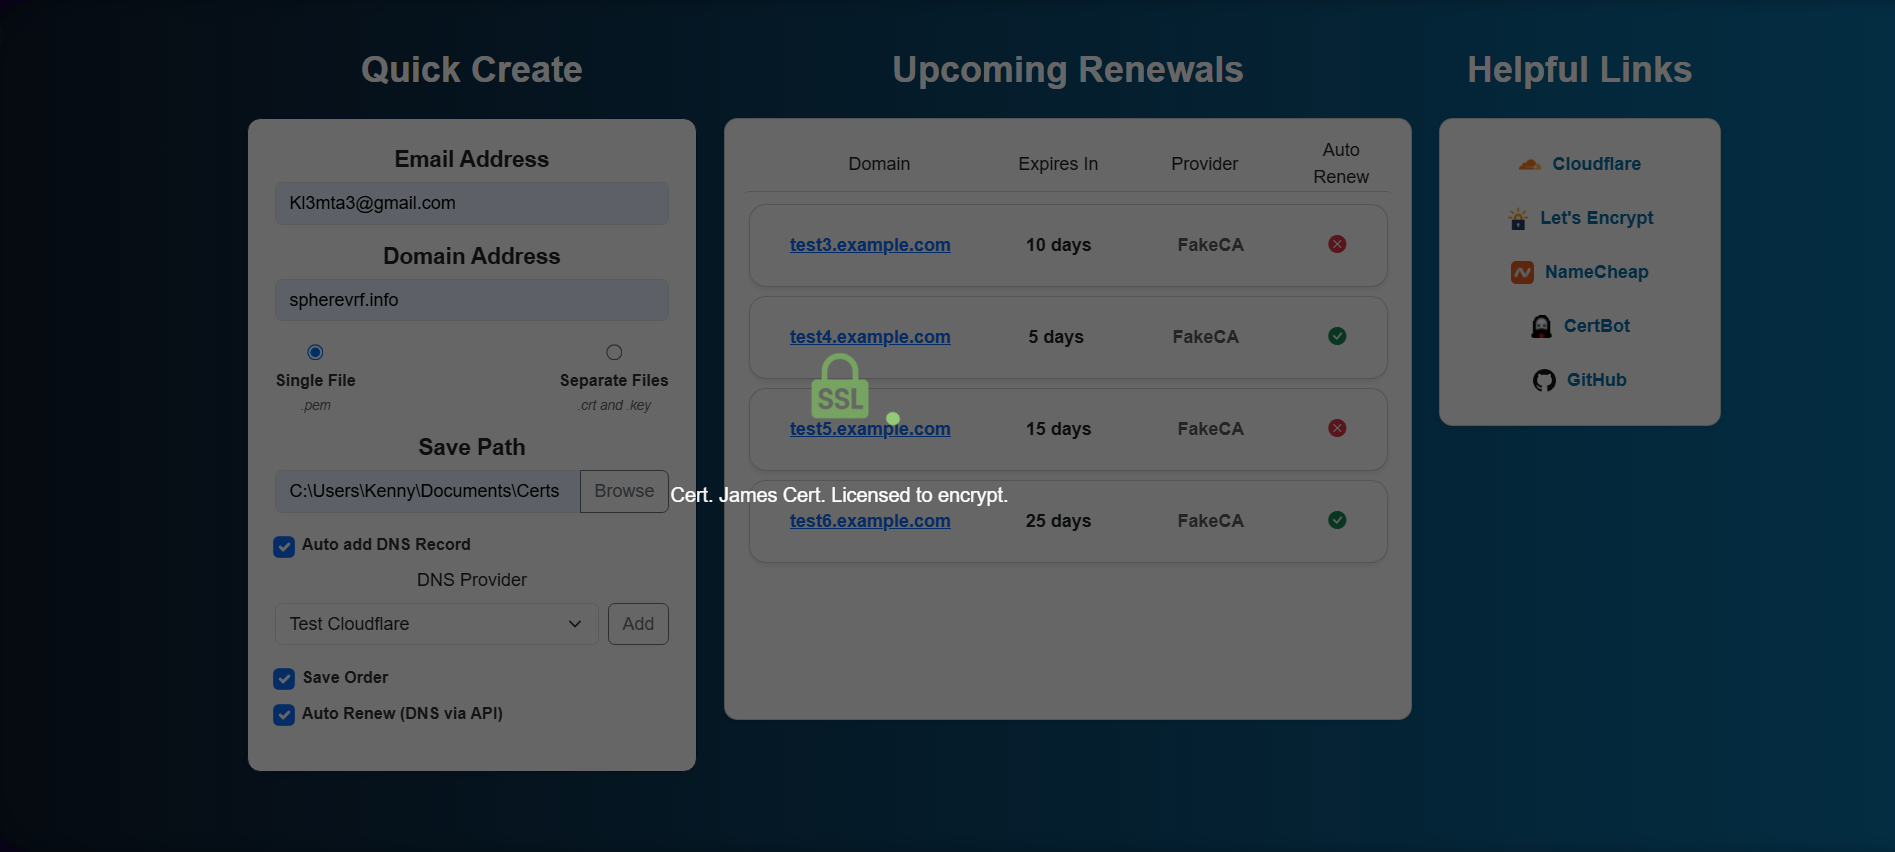 Quick Create
Email Address
Kl3mta3@gmail.com
Domain Address
spherevrf.info
Single File
.pem
Separate Files
.crt and .key
Save Path
C:\Users\Kenny\Documents\Certs
Browse
Auto add DNS Record
DNS Provider
Test Cloudflare
Add
Save Order
Auto Renew (DNS via API)
Upcoming Renewals
Domain Expires In Provider Auto Renew
test3.example.com 10 days FakeCA
test4.example.com 5 days FakeCA
SSL
test5.example.com 15 days FakeCA
Cert. James Cert. Licensed to encrypt.
test6.example.com 25 days FakeCA
Helpful Links
Cloudflare
Let's Encrypt
NameCheap
CertBot
GitHub